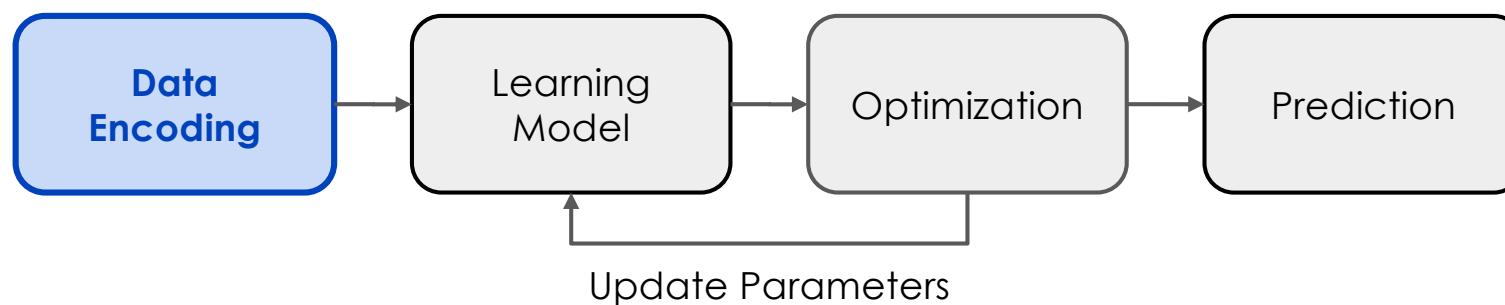 Data
Encoding
Learning
Model
Optimization
Prediction
Update Parameters